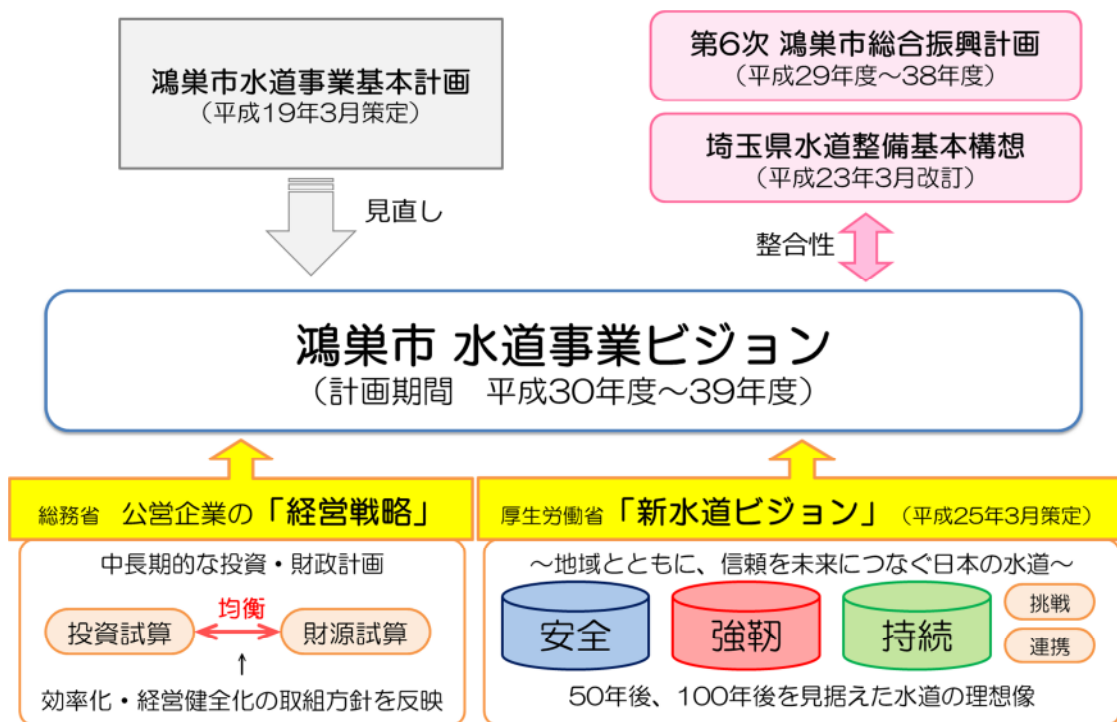 鴻巣市水道事業基本計画
（平成19年3月策定）
第6次 鴻巣市総合振興計画
（平成29年度～38年度）
埼玉県水道整備基本構想
（平成23年3月改訂）
見直し
整合性
鴻巣市 水道事業ビジョン
（計画期間　平成30年度～39年度）
総務省 公営企業の「経営戦略」
中長期的な投資・財政計画
投資試算
均衡
財源試算
効率化・経営健全化の取組方針を反映
厚生労働省「新水道ビジョン」（平成25年3月策定）
～地域とともに、信頼を未来につなぐ日本の水道～
安全
強靭
持続
挑戦
連携
50年後、100年後を見据えた水道の理想像